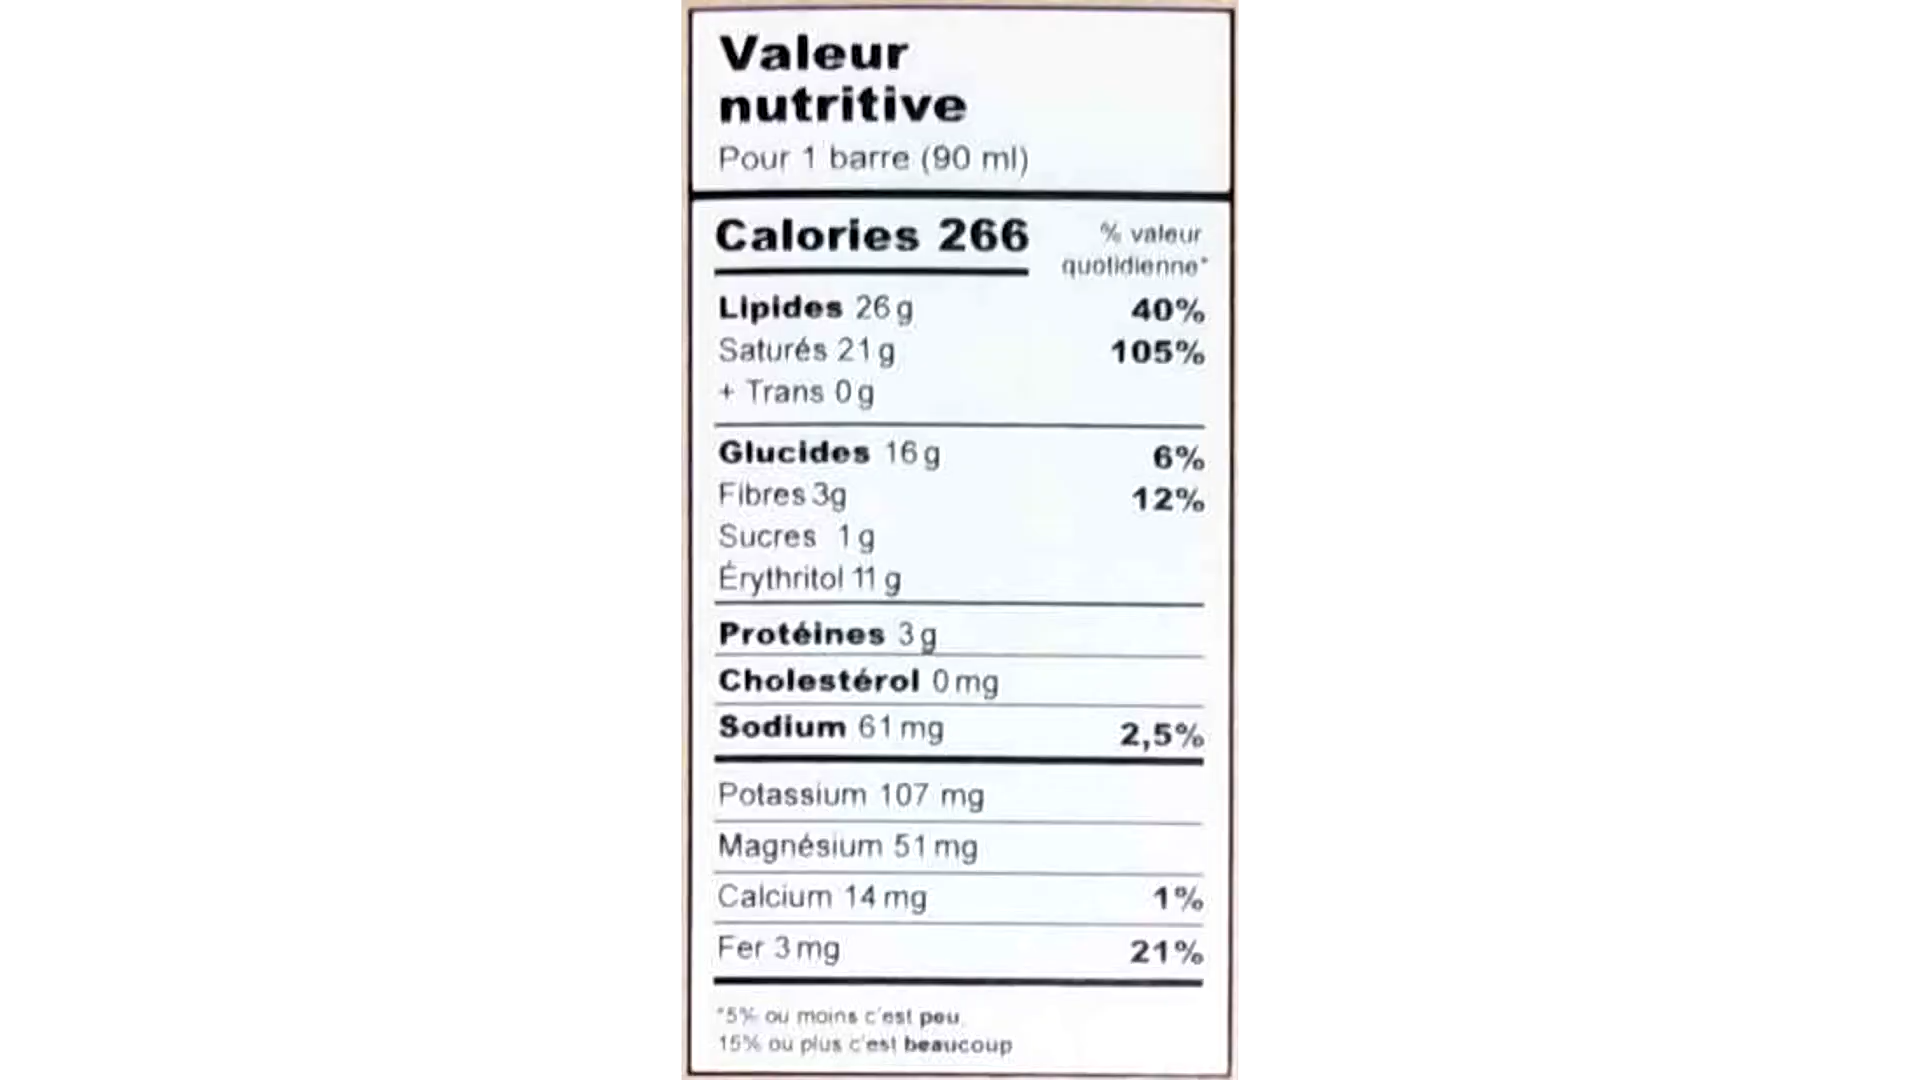 Valeur
nutritive
Pour 1 barre (90 ml)
Calories 266
% valeur
quotidienne*
Lipides 26 g 40%
Saturés 21 g 105%
+ Trans 0 g
Glucides 16 g 6%
Fibres 3g 12%
Sucres 1 g
Érythritol 11 g
Protéines 3 g
Cholestérol 0 mg
Sodium 61 mg 2,5%
Potassium 107 mg
Magnésium 51 mg
Calcium 14 mg 1%
Fer 3 mg 21%
*5% ou moins c'est peu,
15% ou plus c'est beaucoup